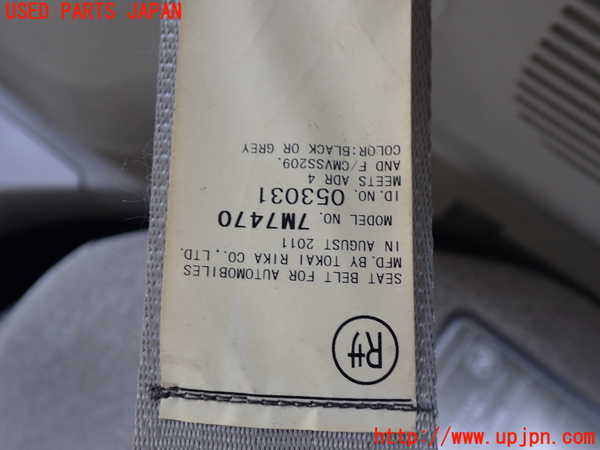 USED PARTS JAPAN
SEAT BELT FOR AUTOMOBILES
MFD. BY TOKAI RIKA CO., LTD.
IN AUGUST 2011
MODEL NO. 7M7470
ID.NO. 053031
MEETS ADR 4
AND F/CMVSS209.
COLOR:BLACK OR GREY
http://www.upjpn.com/